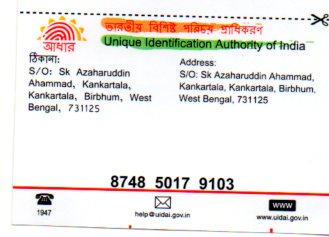 ভারতীয় বিশিষ্ট পরিচয় প্রাধিকরণ
Unique Identification Authority of India
আধার
ঠিকানা:
S/O: Sk Azaharuddin
Ahammad, Kankartala,
Kankartala, Birbhum, West
Bengal, 731125
Address:
S/O: Sk Azaharuddin Ahammad,
Kankartala, Kankartala, Birbhum,
West Bengal, 731125
8748 5017 9103
1947
help@uidai.gov.in
www
www.uidai.gov.in